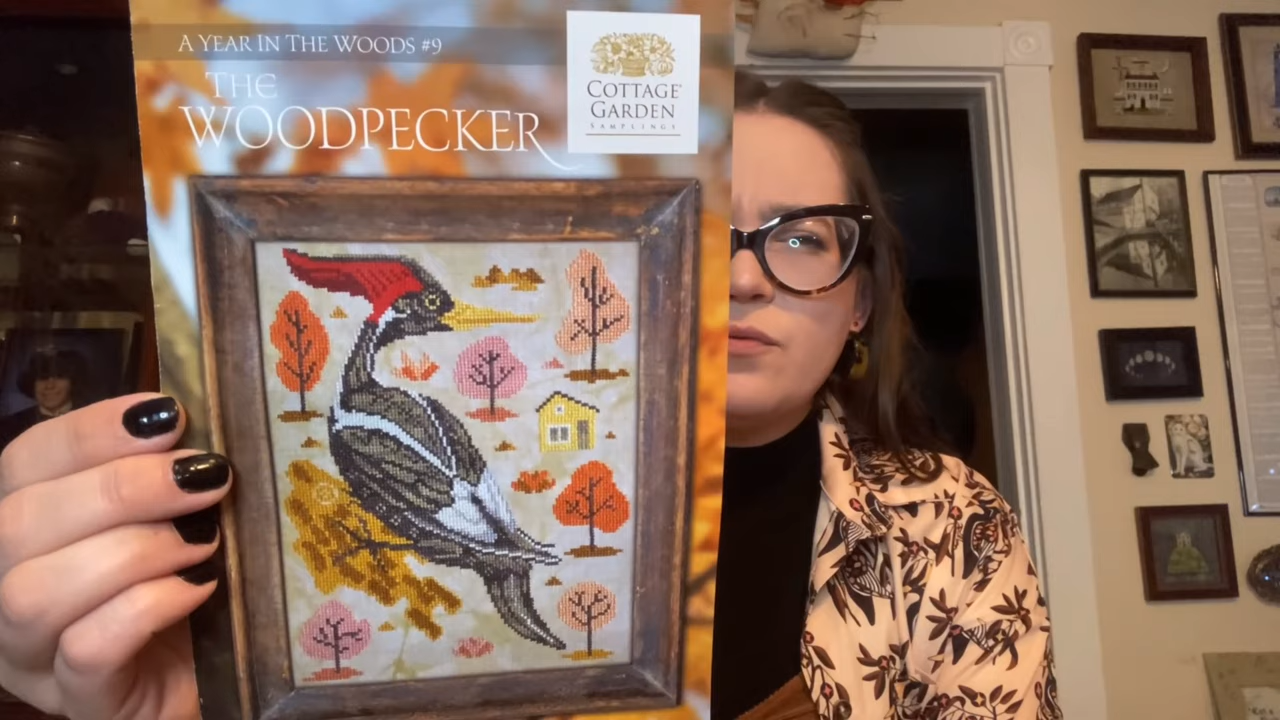 A YEAR IN THE WOODS #9
THE
WOODPECKER
COTTAGE
GARDEN
SAMPLINGS